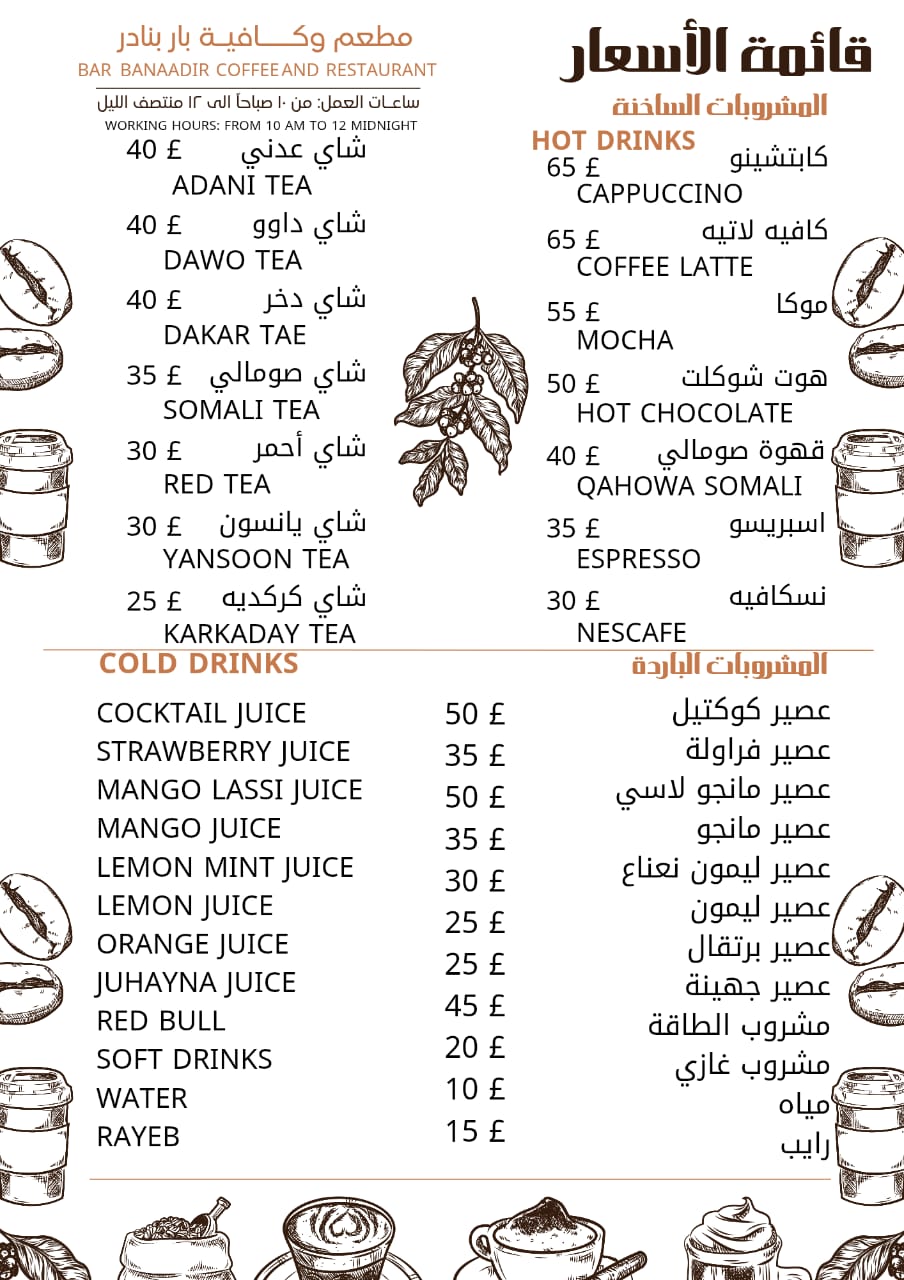 قائمة الأسعار
مطعم وكافية بار بنادر
BAR BANAADIR COFFEE AND RESTAURANT
ساعات العمل: من ١٠ صباحاً الى ١٢ منتصف الليل
WORKING HOURS: FROM 10 AM TO 12 MIDNIGHT
المشروبات الساخنة
HOT DRINKS
كابتشينو 65 £
CAPPUCCINO
كافيه لاتيه 65 £
COFFEE LATTE
موكا 55 £
MOCHA
هوت شوكلت 50 £
HOT CHOCOLATE
قهوة صومالي 40 £
QAHOWA SOMALI
اسبريسو 35 £
ESPRESSO
نسكافيه 30 £
NESCAFE
شاي عدني 40 £
ADANI TEA
شاي داوو 40 £
DAWO TEA
شاي دخر 40 £
DAKAR TAE
شاي صومالي 35 £
SOMALI TEA
شاي أحمر 30 £
RED TEA
شاي يانسون 30 £
YANSOON TEA
شاي كركديه 25 £
KARKADAY TEA
COLD DRINKS المشروبات الباردة
COCKTAIL JUICE 50 £ عصير كوكتيل
STRAWBERRY JUICE 35 £ عصير فراولة
MANGO LASSI JUICE 50 £ عصير مانجو لاسي
MANGO JUICE 35 £ عصير مانجو
LEMON MINT JUICE 30 £ عصير ليمون نعناع
LEMON JUICE 25 £ عصير ليمون
ORANGE JUICE 25 £ عصير برتقال
JUHAYNA JUICE 45 £ عصير جهينة
RED BULL 20 £ مشروب الطاقة
SOFT DRINKS 10 £ مشروب غازي
WATER 15 £ مياه
RAYEB رايب